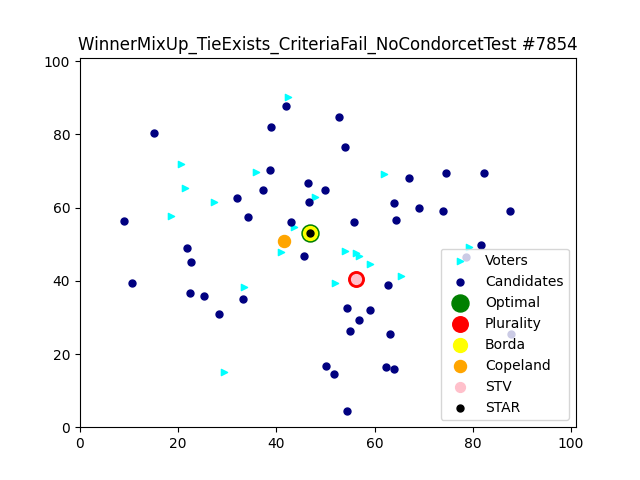 WinnerMixUp_TieExists_CriteriaFail_NoCondorcetTest #7854
100
80
60
40
20
0
0 20 40 60 80 100
Voters
Candidates
Optimal
Plurality
Borda
Copeland
STV
STAR